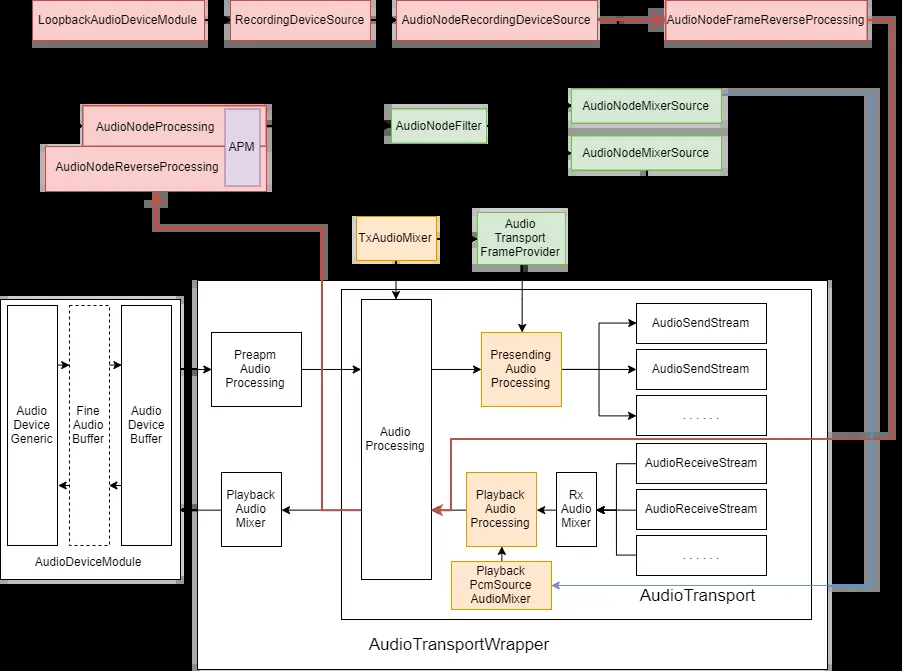 LoopbackAudioDeviceModule
RecordingDeviceSource
AudioNodeRecordingDeviceSource
AudioNodeFrameReverseProcessing
AudioNodeProcessing
APM
AudioNodeReverseProcessing
AudioNodeFilter
AudioNodeMixerSource
AudioNodeMixerSource
TxAudioMixer
Audio
Transport
FrameProvider
Audio
Device
Generic
Fine
Audio
Buffer
Audio
Device
Buffer
AudioDeviceModule
Preapm
Audio
Processing
Playback
Audio
Mixer
Audio
Processing
Presending
Audio
Processing
AudioSendStream
AudioSendStream
......
Playback
Audio
Processing
Rx
Audio
Mixer
AudioReceiveStream
AudioReceiveStream
......
Playback
PcmSource
AudioMixer
AudioTransport
AudioTransportWrapper